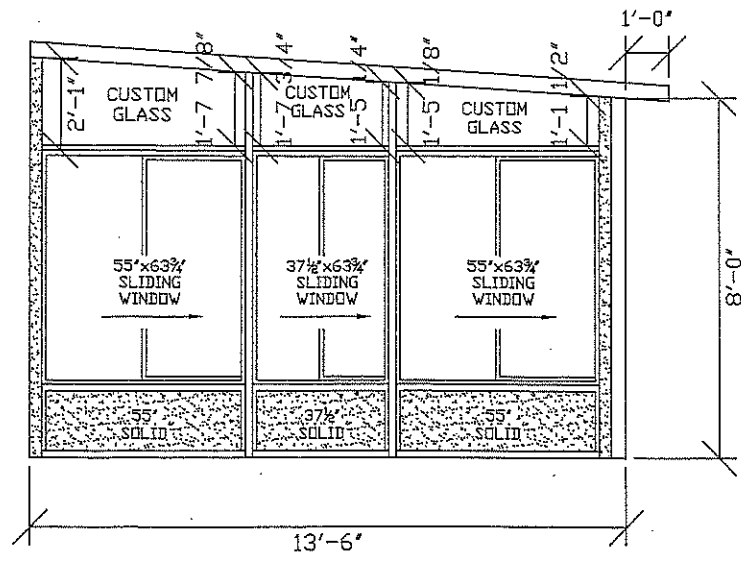 1'-0"
2'-1"
CUSTOM
GLASS
1'-7 7/8"
1'-7 3/4"
CUSTOM
GLASS
1'-5 1/4"
1'-5 1/8"
CUSTOM
GLASS
1'-1 1/2"
55"x63¾"
SLIDING
WINDOW
37½"x63¾"
SLIDING
WINDOW
55"x63¾"
SLIDING
WINDOW
8'-0"
55"
SOLID
37½"
SOLID
55"
SOLID
13'-6"